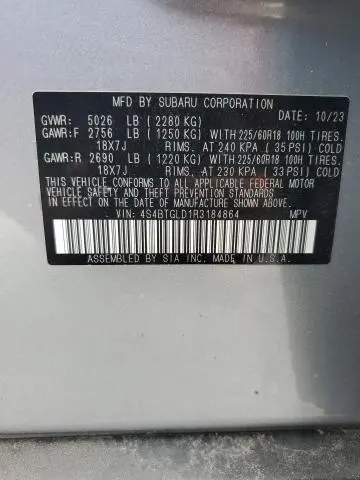 MFD BY SUBARU CORPORATION
GVWR: 5026 LB (2280 KG) DATE: 10/23
GAWR:F 2756 LB (1250 KG) WITH 225/60R18 100H TIRES.
18X7J RIMS. AT 240 KPA ( 35 PSI) COLD
GAWR:R 2690 LB (1220 KG) WITH 225/60R18 100H TIRES.
18X7J RIMS. AT 230 KPA ( 33 PSI) COLD
THIS VEHICLE CONFORMS TO ALL APPLICABLE FEDERAL MOTOR
VEHICLE SAFETY AND THEFT PREVENTION STANDARDS
IN EFFECT ON THE DATE OF MANUFACTURE SHOWN ABOVE.
VIN: 4S4BTGLD1R3184864 MPV
ASSEMBLED BY SIA INC. MADE IN U.S.A.